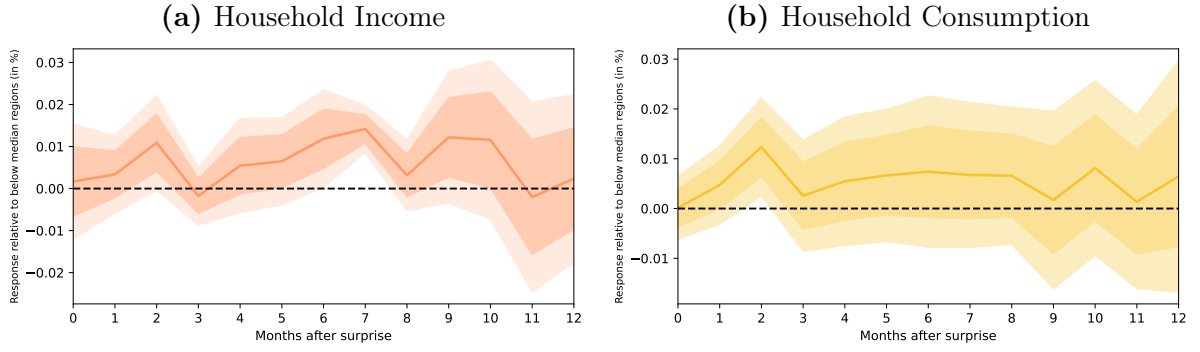 (a) Household Income
Response relative to below median regions (in %)
0.03
0.02
0.01
0.00
−0.01
−0.02
0 1 2 3 4 5 6 7 8 9 10 11 12
Months after surprise
(b) Household Consumption
Response relative to below median regions (in %)
0.03
0.02
0.01
0.00
−0.01
0 1 2 3 4 5 6 7 8 9 10 11 12
Months after surprise